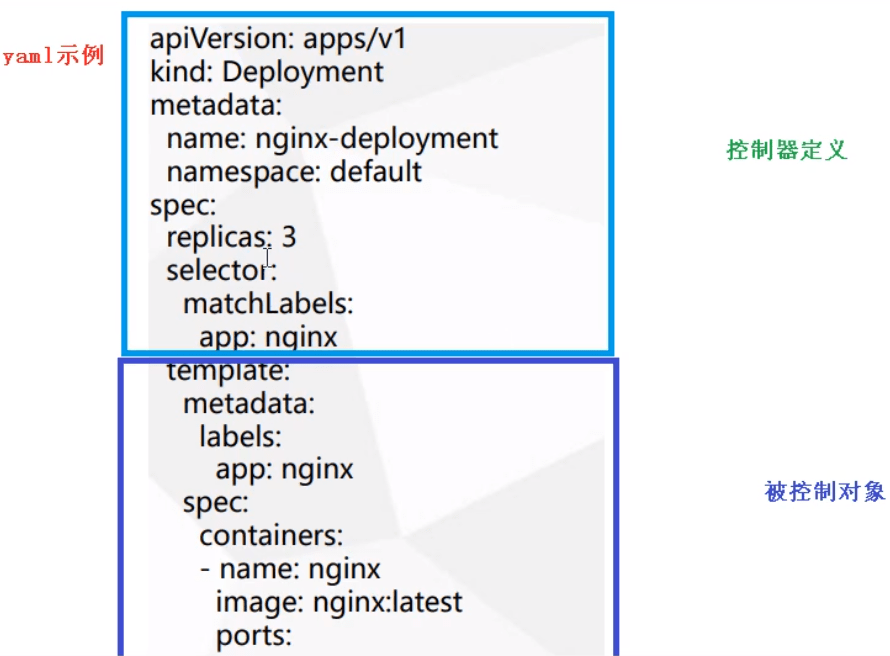 yaml示例
apiVersion: apps/v1
kind: Deployment
metadata:
  name: nginx-deployment
  namespace: default
spec:
  replicas: 3
  selector:
    matchLabels:
      app: nginx
控制器定义
  template:
    metadata:
      labels:
        app: nginx
    spec:
      containers:
      - name: nginx
        image: nginx:latest
        ports:
被控制对象